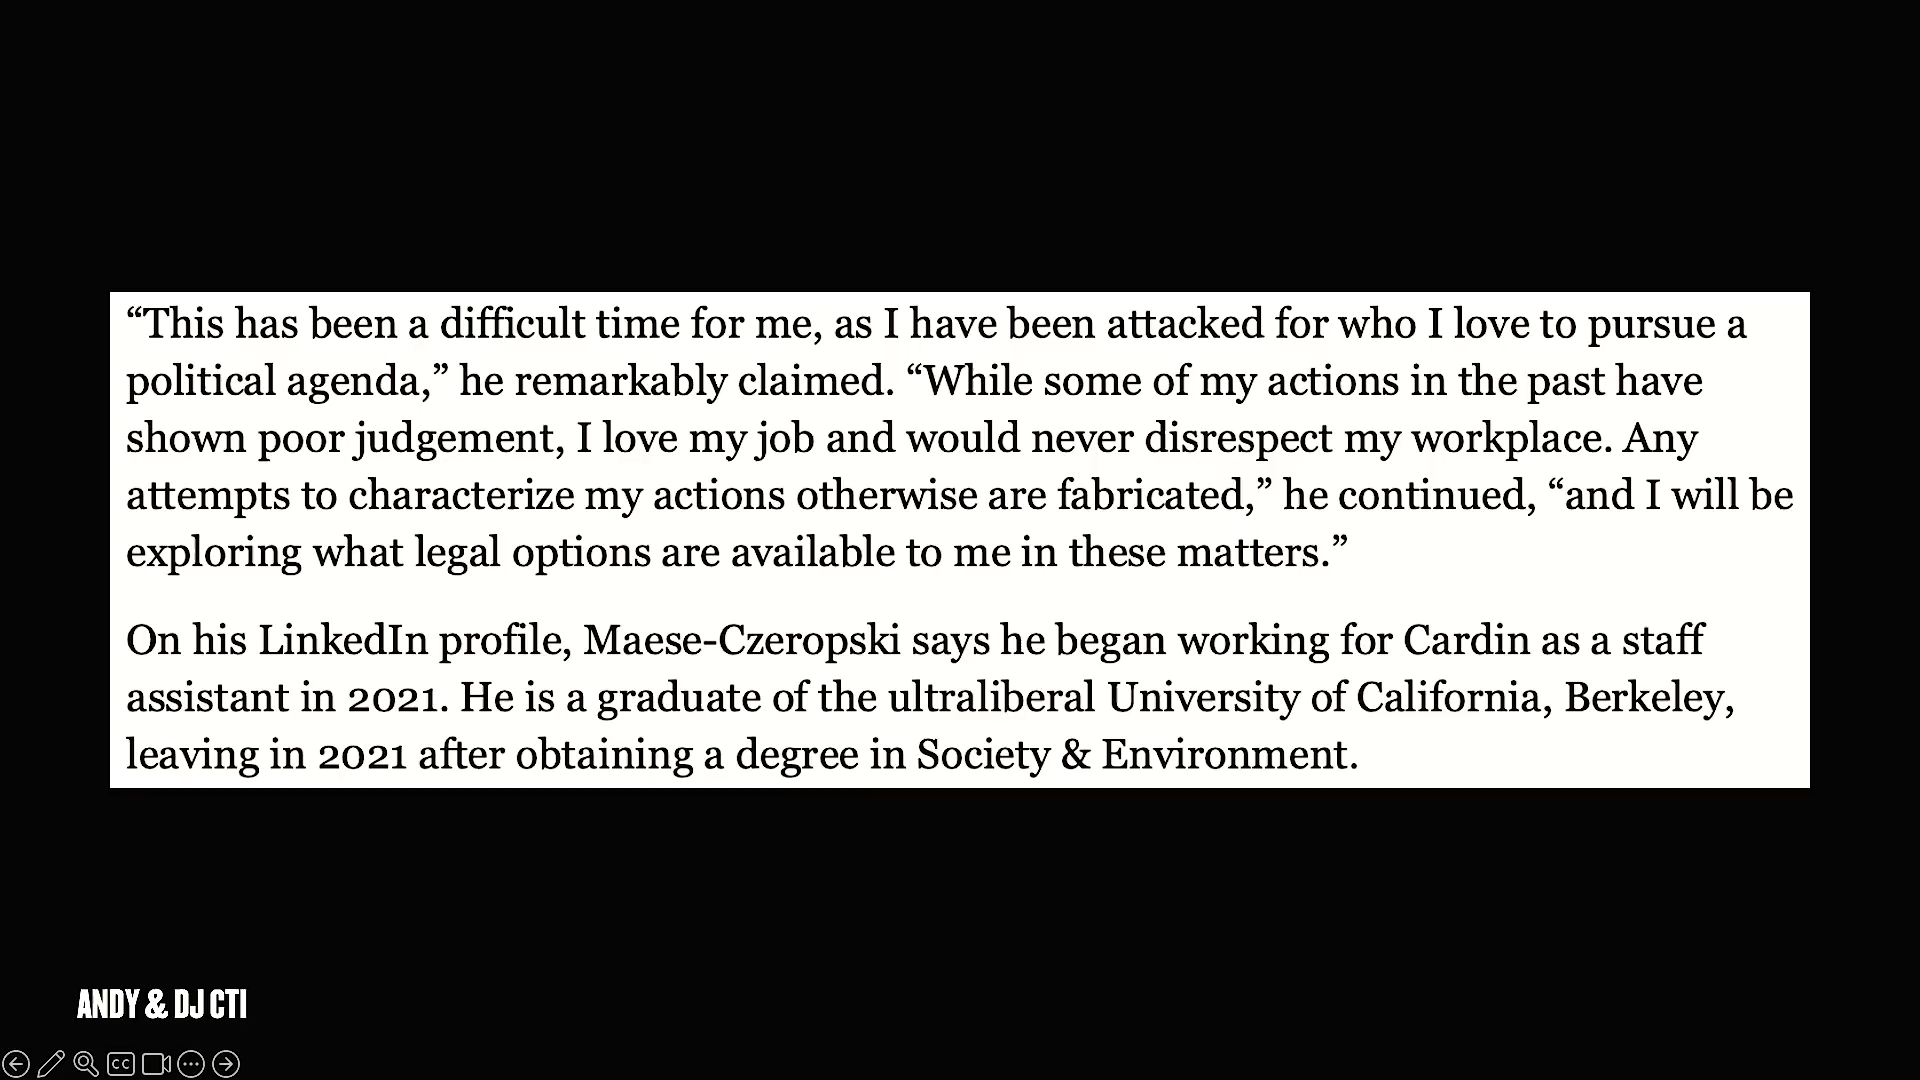 “This has been a difficult time for me, as I have been attacked for who I love to pursue a
political agenda,” he remarkably claimed. “While some of my actions in the past have
shown poor judgement, I love my job and would never disrespect my workplace. Any
attempts to characterize my actions otherwise are fabricated,” he continued, “and I will be
exploring what legal options are available to me in these matters.”
On his LinkedIn profile, Maese-Czeropski says he began working for Cardin as a staff
assistant in 2021. He is a graduate of the ultraliberal University of California, Berkeley,
leaving in 2021 after obtaining a degree in Society & Environment.
ANDY & DJ CTI
CC